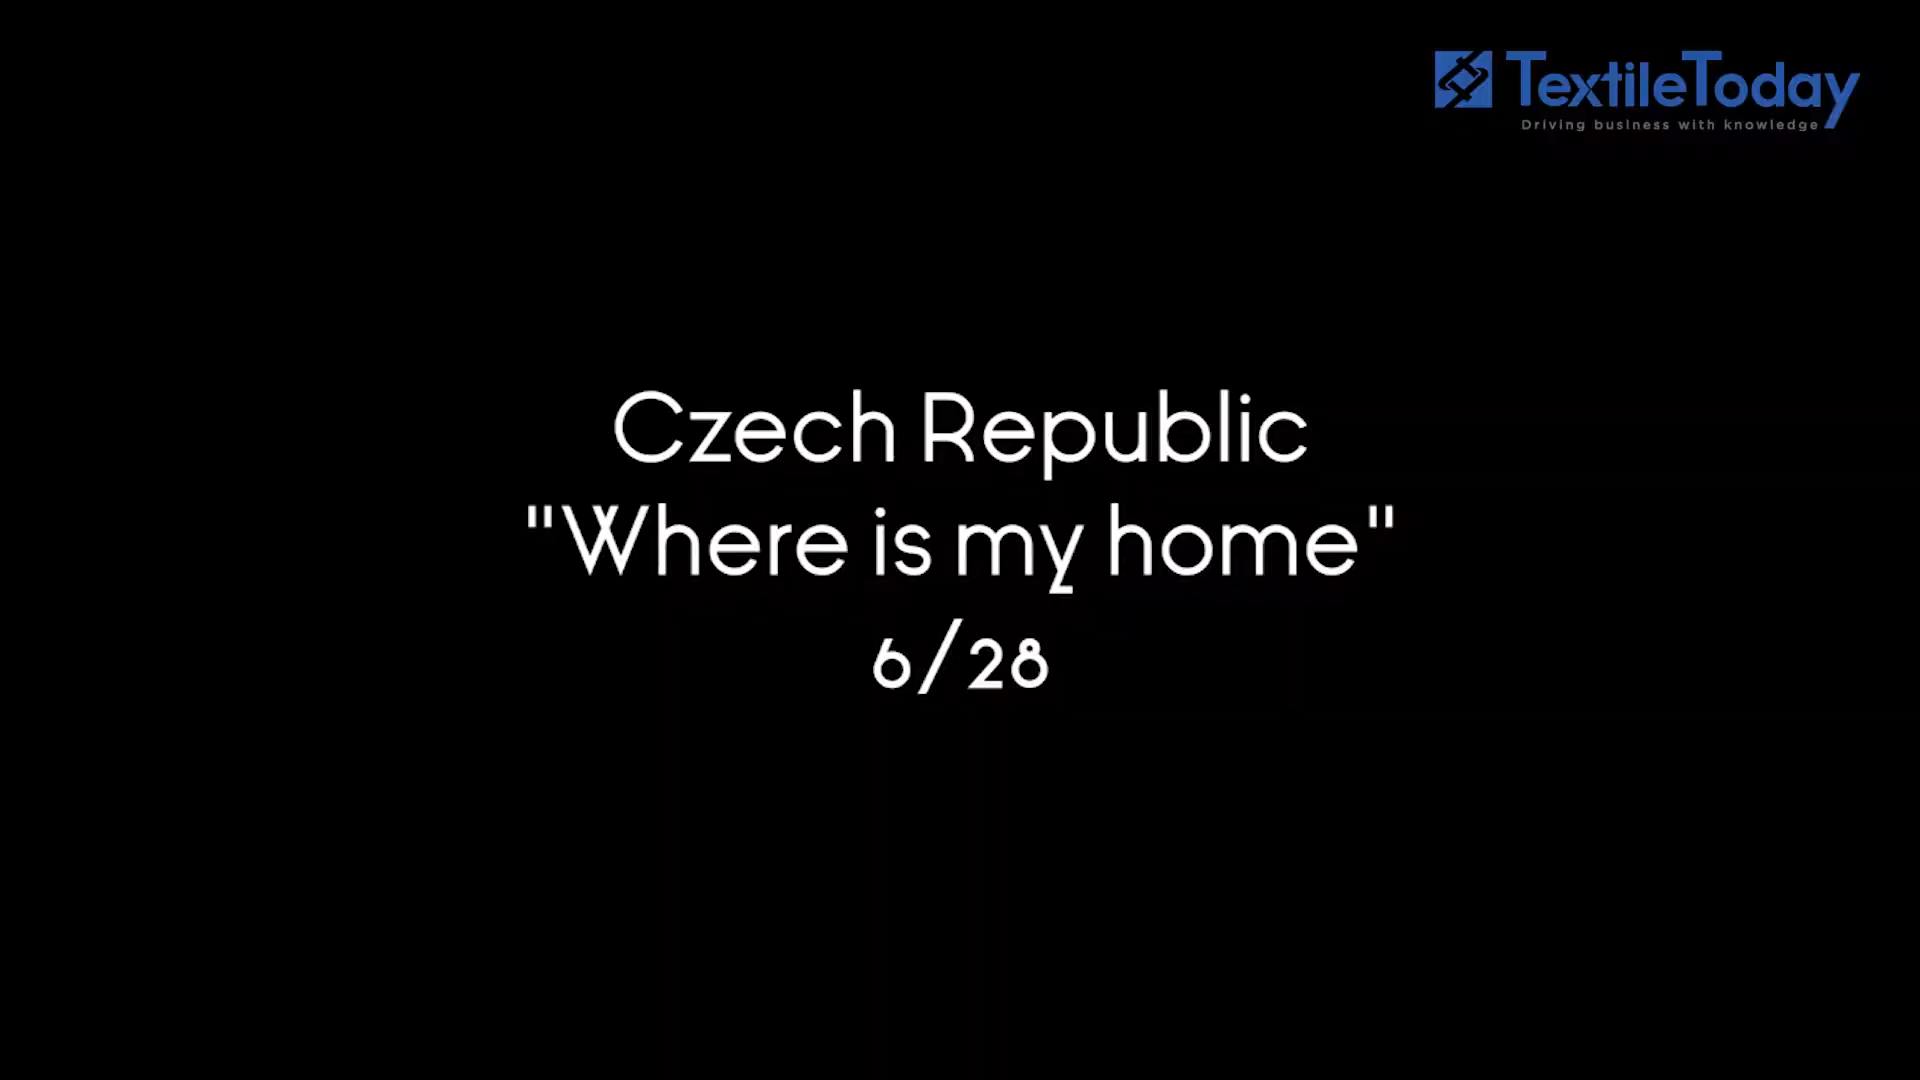 TextileToday
Driving business with knowledge
Czech Republic
"Where is my home"
6/28